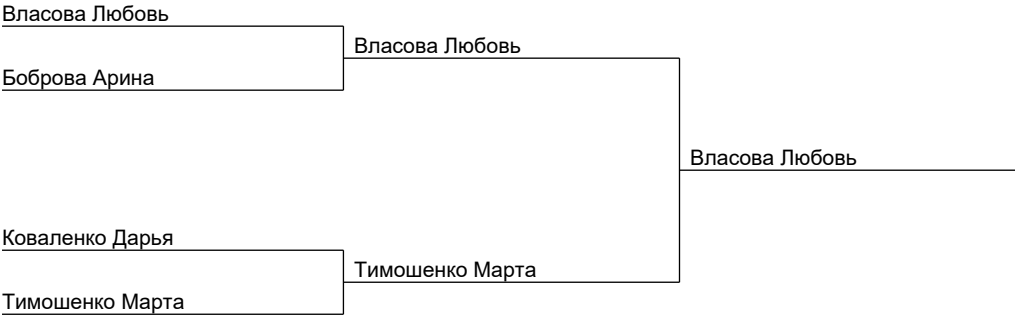 Власова Любовь
Власова Любовь
Боброва Арина
Власова Любовь
Коваленко Дарья
Тимошенко Марта
Тимошенко Марта